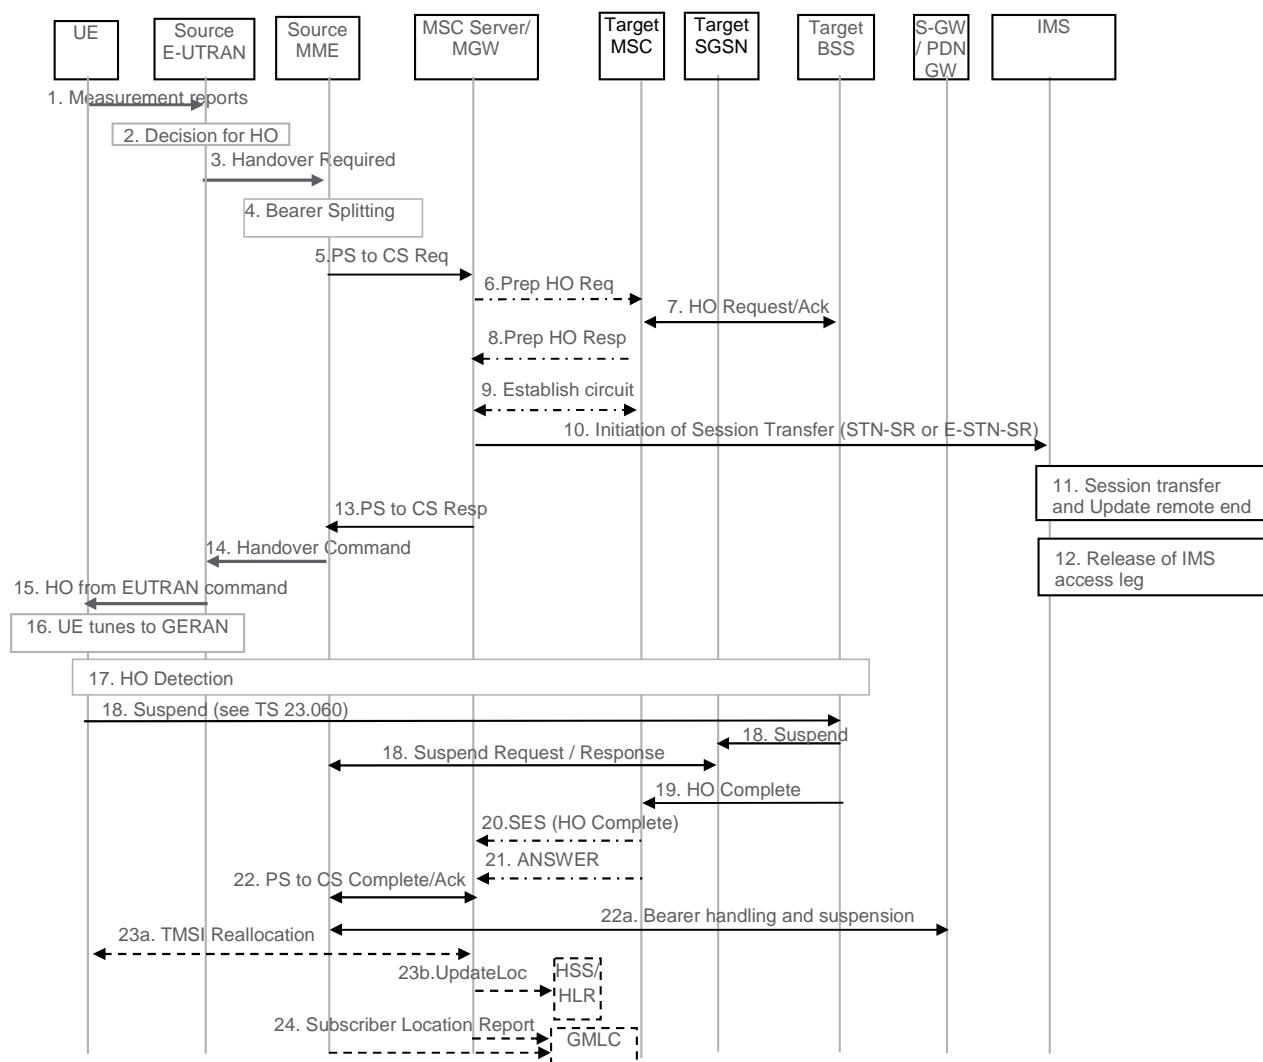 UE
Source
E-UTRAN
Source
MME
MSC Server/
MGW
Target
MSC
Target
SGSN
Target
BSS
S-GW
/ PDN
GW
IMS
1. Measurement reports
2. Decision for HO
3. Handover Required
4. Bearer Splitting
5.PS to CS Req
6.Prep HO Req
7. HO Request/Ack
8.Prep HO Resp
9. Establish circuit
10. Initiation of Session Transfer (STN-SR or E-STN-SR)
11. Session transfer
and Update remote end
13.PS to CS Resp
14. Handover Command
12. Release of IMS
access leg
15. HO from EUTRAN command
16. UE tunes to GERAN
17. HO Detection
18. Suspend (see TS 23.060)
18. Suspend
18. Suspend Request / Response
19. HO Complete
20.SES (HO Complete)
21. ANSWER
22. PS to CS Complete/Ack
22a. Bearer handling and suspension
23a. TMSI Reallocation
23b.UpdateLoc
HSS/
HLR
24. Subscriber Location Report
GMLC